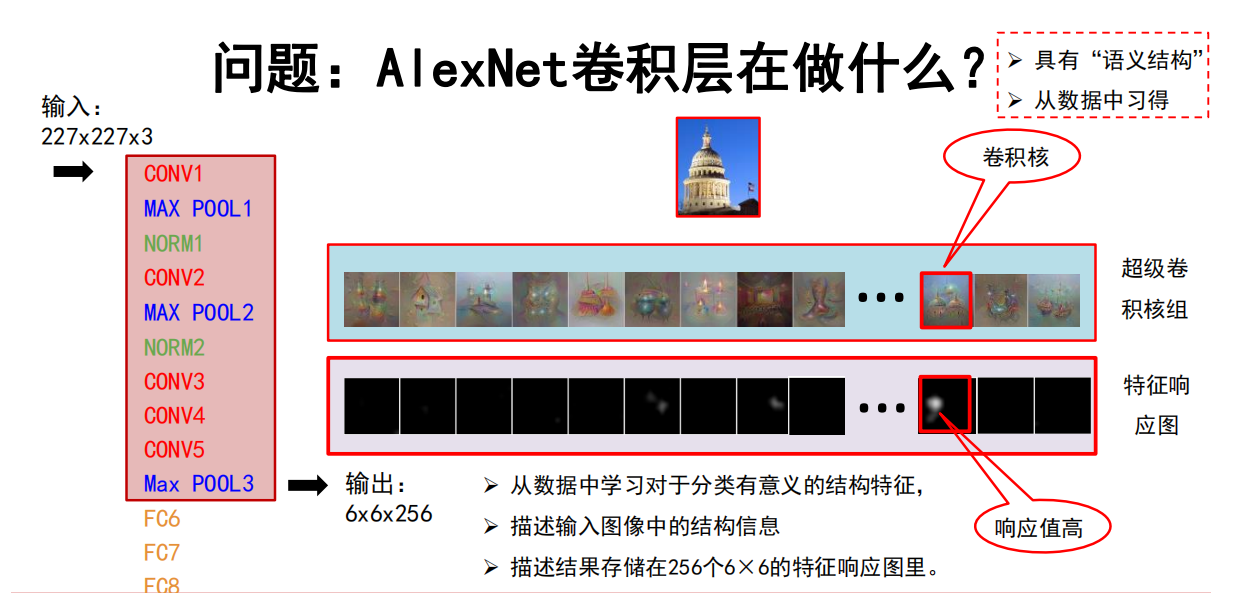 问题：AlexNet卷积层在做什么？
➢ 具有“语义结构”
➢ 从数据中习得
输入：
227x227x3
CONV1
MAX POOL1
NORM1
CONV2
MAX POOL2
NORM2
CONV3
CONV4
CONV5
Max POOL3
FC6
FC7
FC8
卷积核
•••
超级卷
积核组
•••
特征响
应图
响应值高
输出：
6x6x256
➢ 从数据中学习对于分类有意义的结构特征，
➢ 描述输入图像中的结构信息
➢ 描述结果存储在256个6×6的特征响应图里。